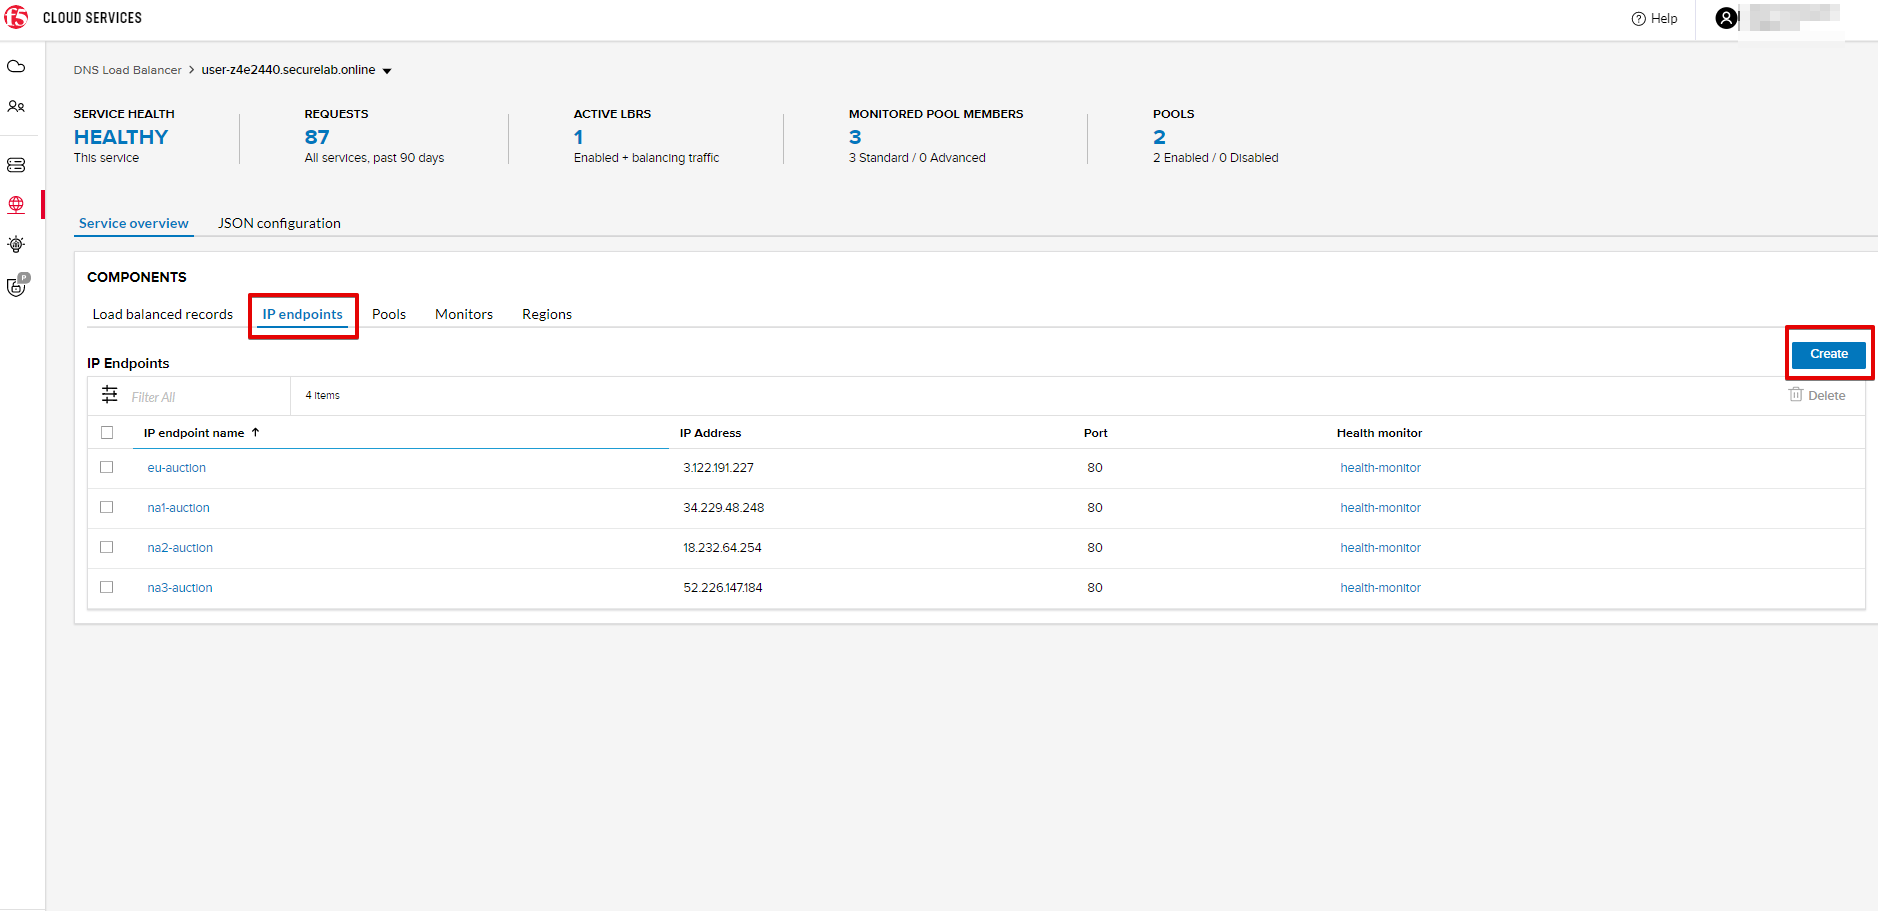 f5 CLOUD SERVICES
Help
DNS Load Balancer > user-z4e2440.securelab.online
SERVICE HEALTH REQUESTS ACTIVE LBRS MONITORED POOL MEMBERS POOLS
HEALTHY 87 1 3 2
This service All services, past 90 days Enabled + balancing traffic 3 Standard / 0 Advanced 2 Enabled / 0 Disabled
Service overview JSON configuration
P
COMPONENTS
Load balanced records IP endpoints Pools Monitors Regions
Create
IP Endpoints
Filter All 4 Items Delete
IP endpoint name ↑ IP Address Port Health monitor
eu-auction 3.122.191.227 80 health-monitor
na1-auction 34.229.48.248 80 health-monitor
na2-auction 18.232.64.254 80 health-monitor
na3-auction 52.226.147.184 80 health-monitor